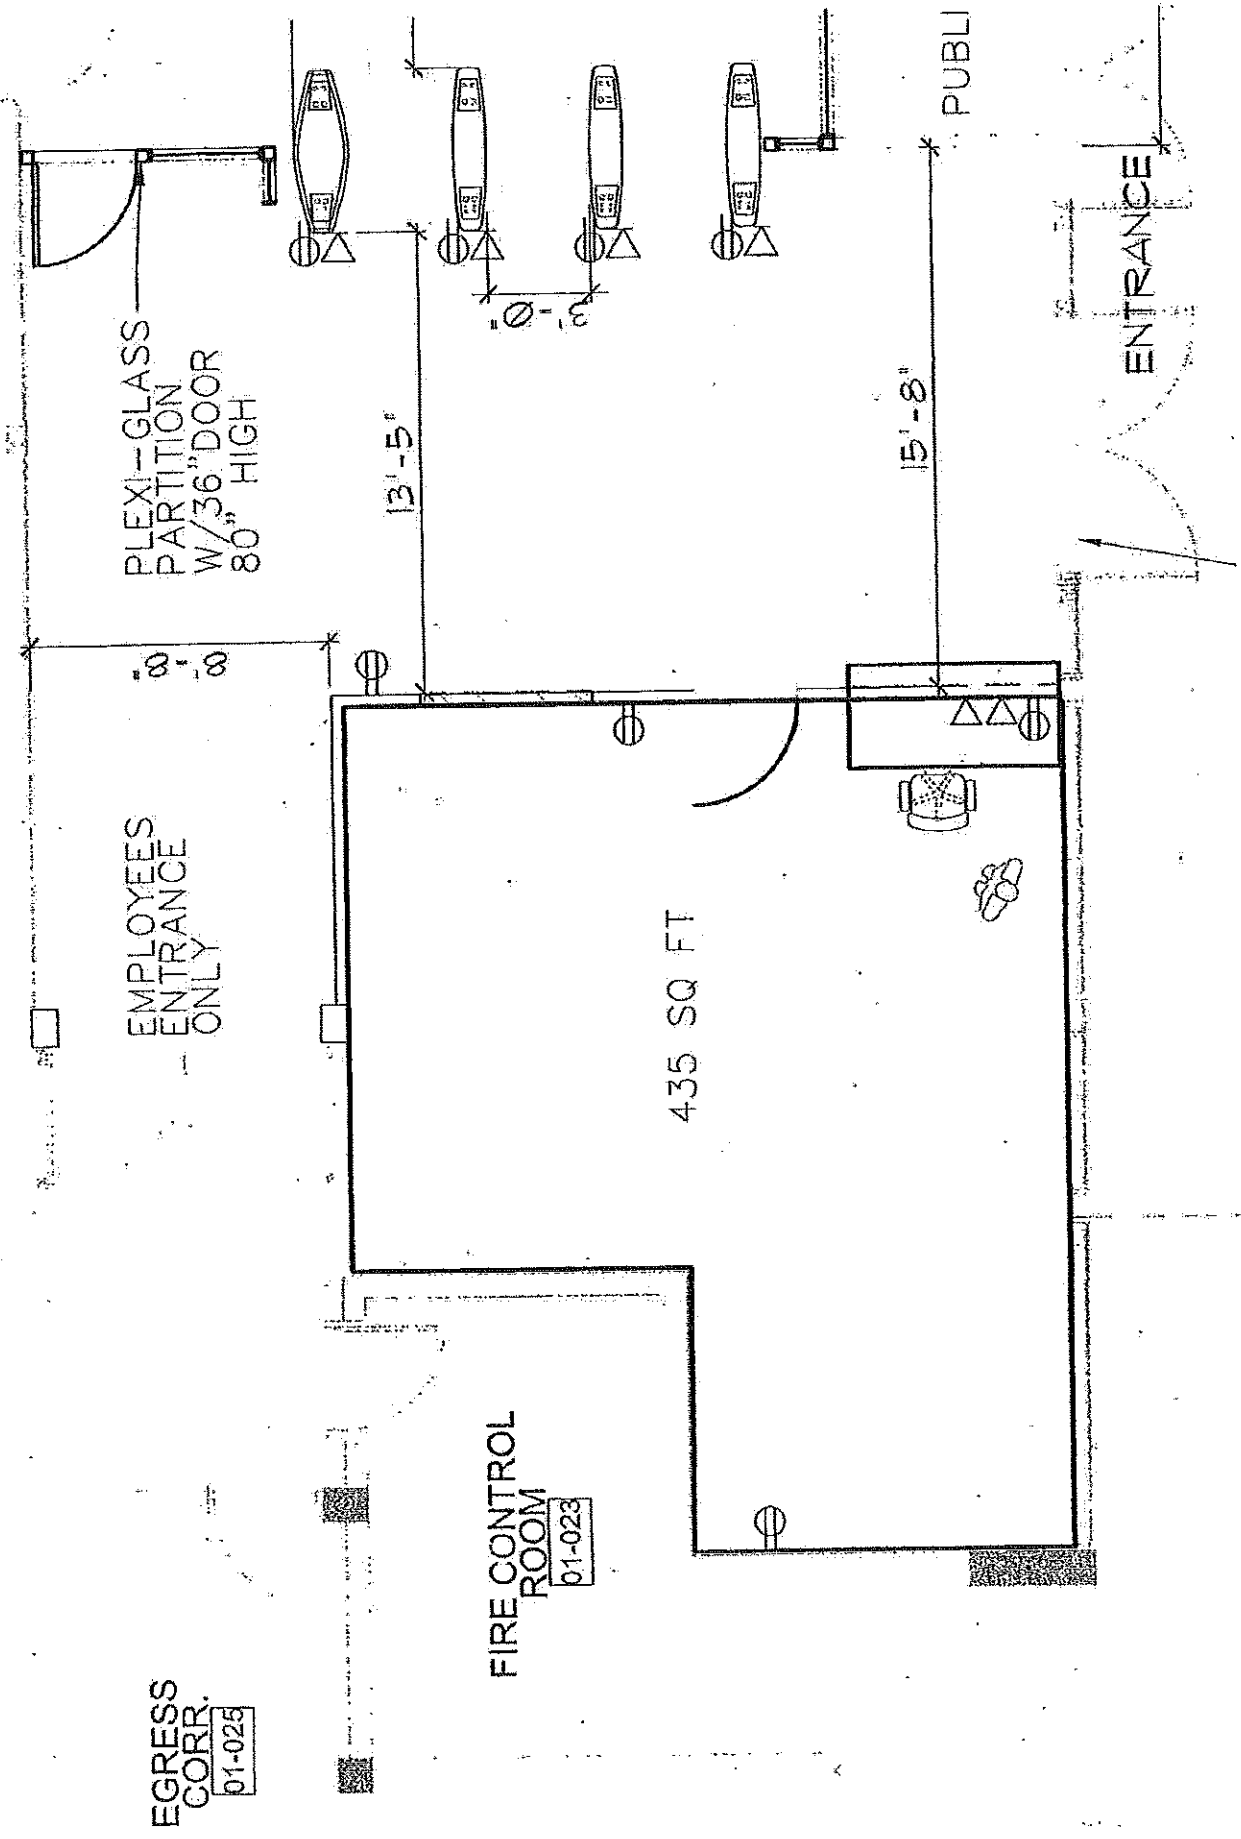 PUBLI
ENTRANCE
PLEXI-GLASS
PARTITION
W/36" DOOR
80" HIGH
3'-0"
13'-5"
15'-8"
8'-8"
EMPLOYEES
ENTRANCE
ONLY
435 SQ FT
FIRE CONTROL
ROOM
01-023
EGRESS
CORR.
01-025